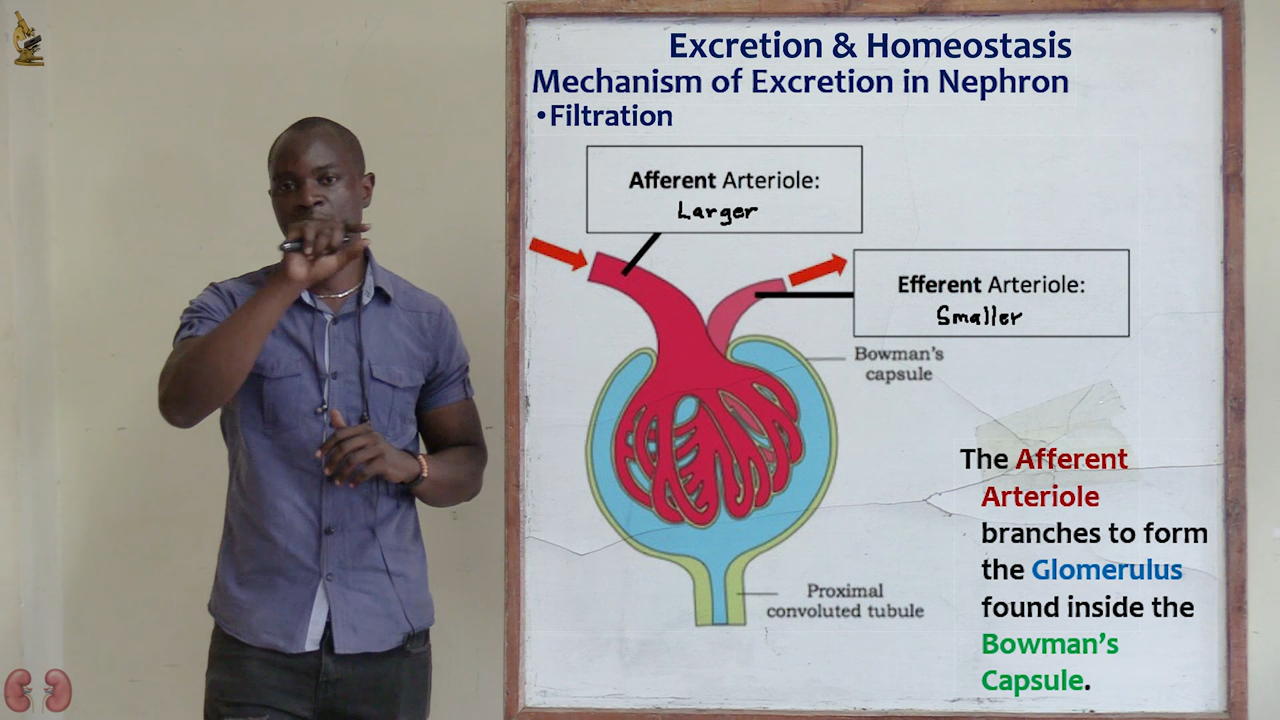 Excretion & Homeostasis
Mechanism of Excretion in Nephron
•Filtration
Afferent Arteriole:
Larger
Efferent Arteriole:
Smaller
Bowman's
capsule
The Afferent
Arteriole
branches to form
the Glomerulus
found inside the
Bowman's
Capsule.
Proximal
convoluted tubule